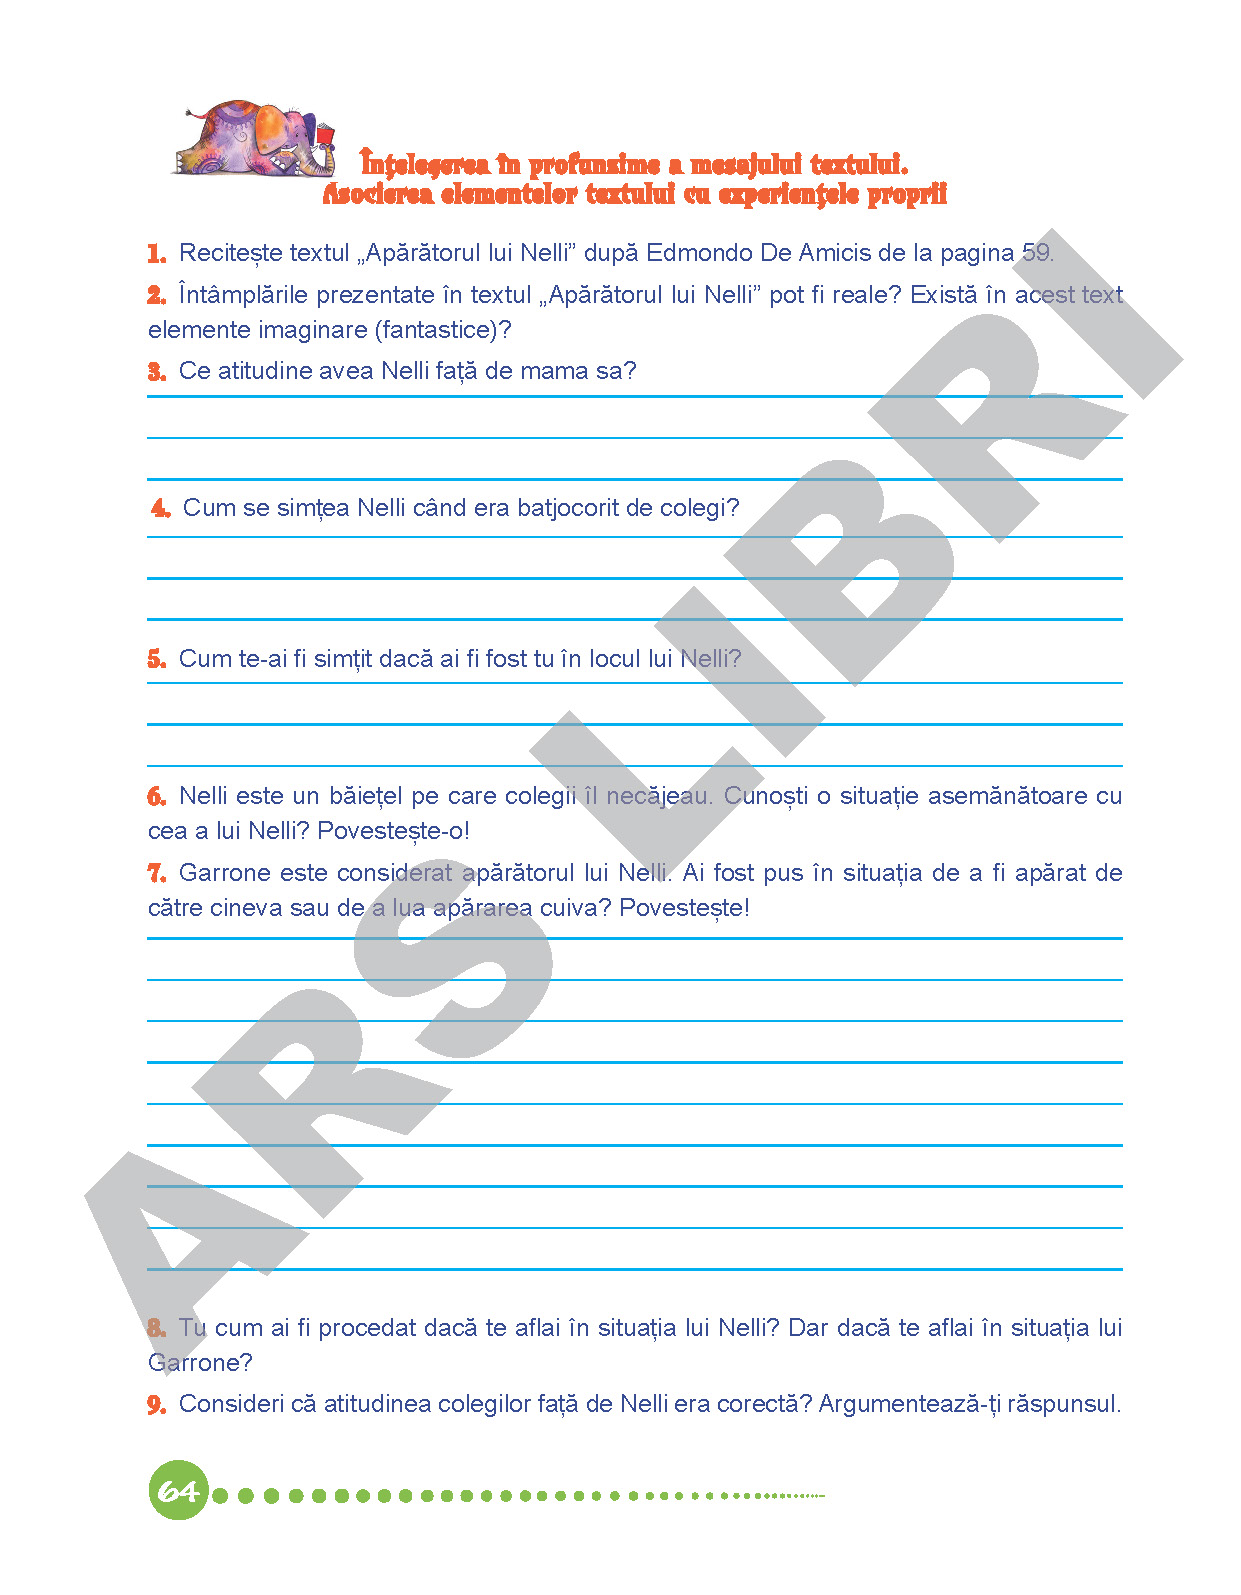 Înțelegerea în profunzime a mesajului textului.
Asocierea elementelor textului cu experiențele proprii
1. Recitește textul „Apărătorul lui Nelli” după Edmondo De Amicis de la pagina 59.
2. Întâmplările prezentate în textul „Apărătorul lui Nelli” pot fi reale? Există în acest text
elemente imaginare (fantastice)?
3. Ce atitudine avea Nelli față de mama sa?
4. Cum se simțea Nelli când era batjocorit de colegi?
5. Cum te-ai fi simțit dacă ai fi fost tu în locul lui Nelli?
6. Nelli este un băiețel pe care colegii îl necăjeau. Cunoști o situație asemănătoare cu
cea a lui Nelli? Povestește-o!
7. Garrone este considerat apărătorul lui Nelli. Ai fost pus în situația de a fi apărat de
către cineva sau de a lua apărarea cuiva? Povestește!
8. Tu cum ai fi procedat dacă te aflai în situația lui Nelli? Dar dacă te aflai în situația lui
Garrone?
9. Consideri că atitudinea colegilor față de Nelli era corectă? Argumentează-ți răspunsul.
64
ARS LIBRI